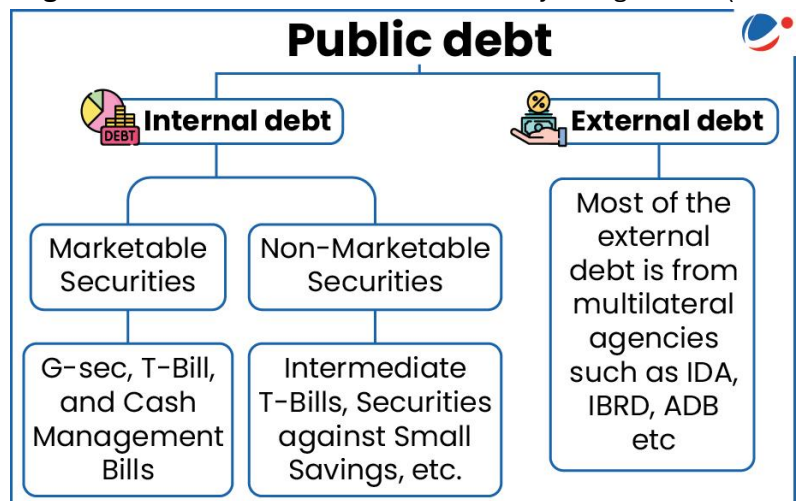 Public debt
DEBT
Internal debt
%
External debt
Marketable
Securities
Non-Marketable
Securities
Most of the
external
debt is from
multilateral
agencies
such as IDA,
IBRD, ADB
etc
G-sec, T-Bill,
and Cash
Management
Bills
Intermediate
T-Bills, Securities
against Small
Savings, etc.